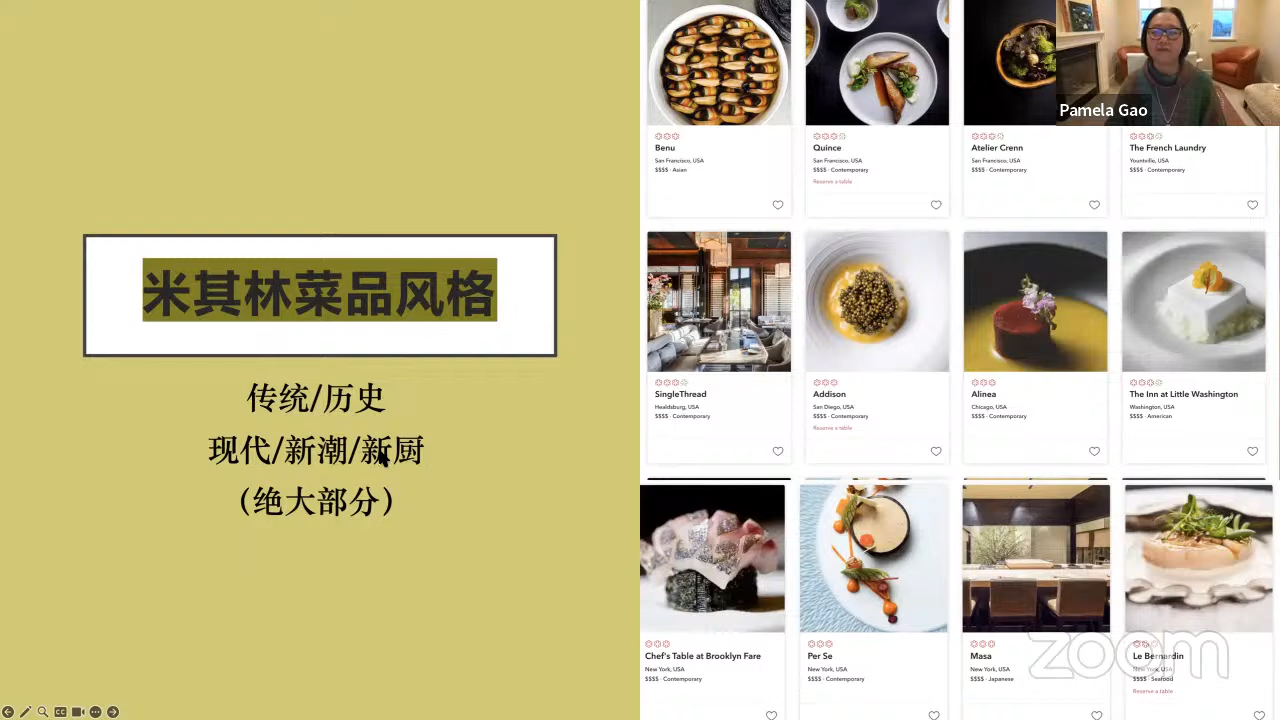 米其林菜品风格
传统/历史
现代/新潮/新厨
（绝大部分）
Pamela Gao
Benu
San Francisco, USA
$$$$ · Asian
Quince
San Francisco, USA
$$$$ · Contemporary
Reserve a table
Atelier Crenn
San Francisco, USA
$$$$ · Contemporary
The French Laundry
Yountville, USA
$$$$ · Contemporary
SingleThread
Healdsburg, USA
$$$$ · Contemporary
Addison
San Diego, USA
$$$$ · Contemporary
Reserve a table
Alinea
Chicago, USA
$$$$ · Contemporary
The Inn at Little Washington
Washington, USA
$$$$ · American
Chef's Table at Brooklyn Fare
New York, USA
$$$$ · Contemporary
Per Se
New York, USA
$$$$ · Contemporary
Masa
New York, USA
$$$$ · Japanese
Le Bernardin
New York, USA
$$$$ · Seafood
Reserve a table
zoom
CC